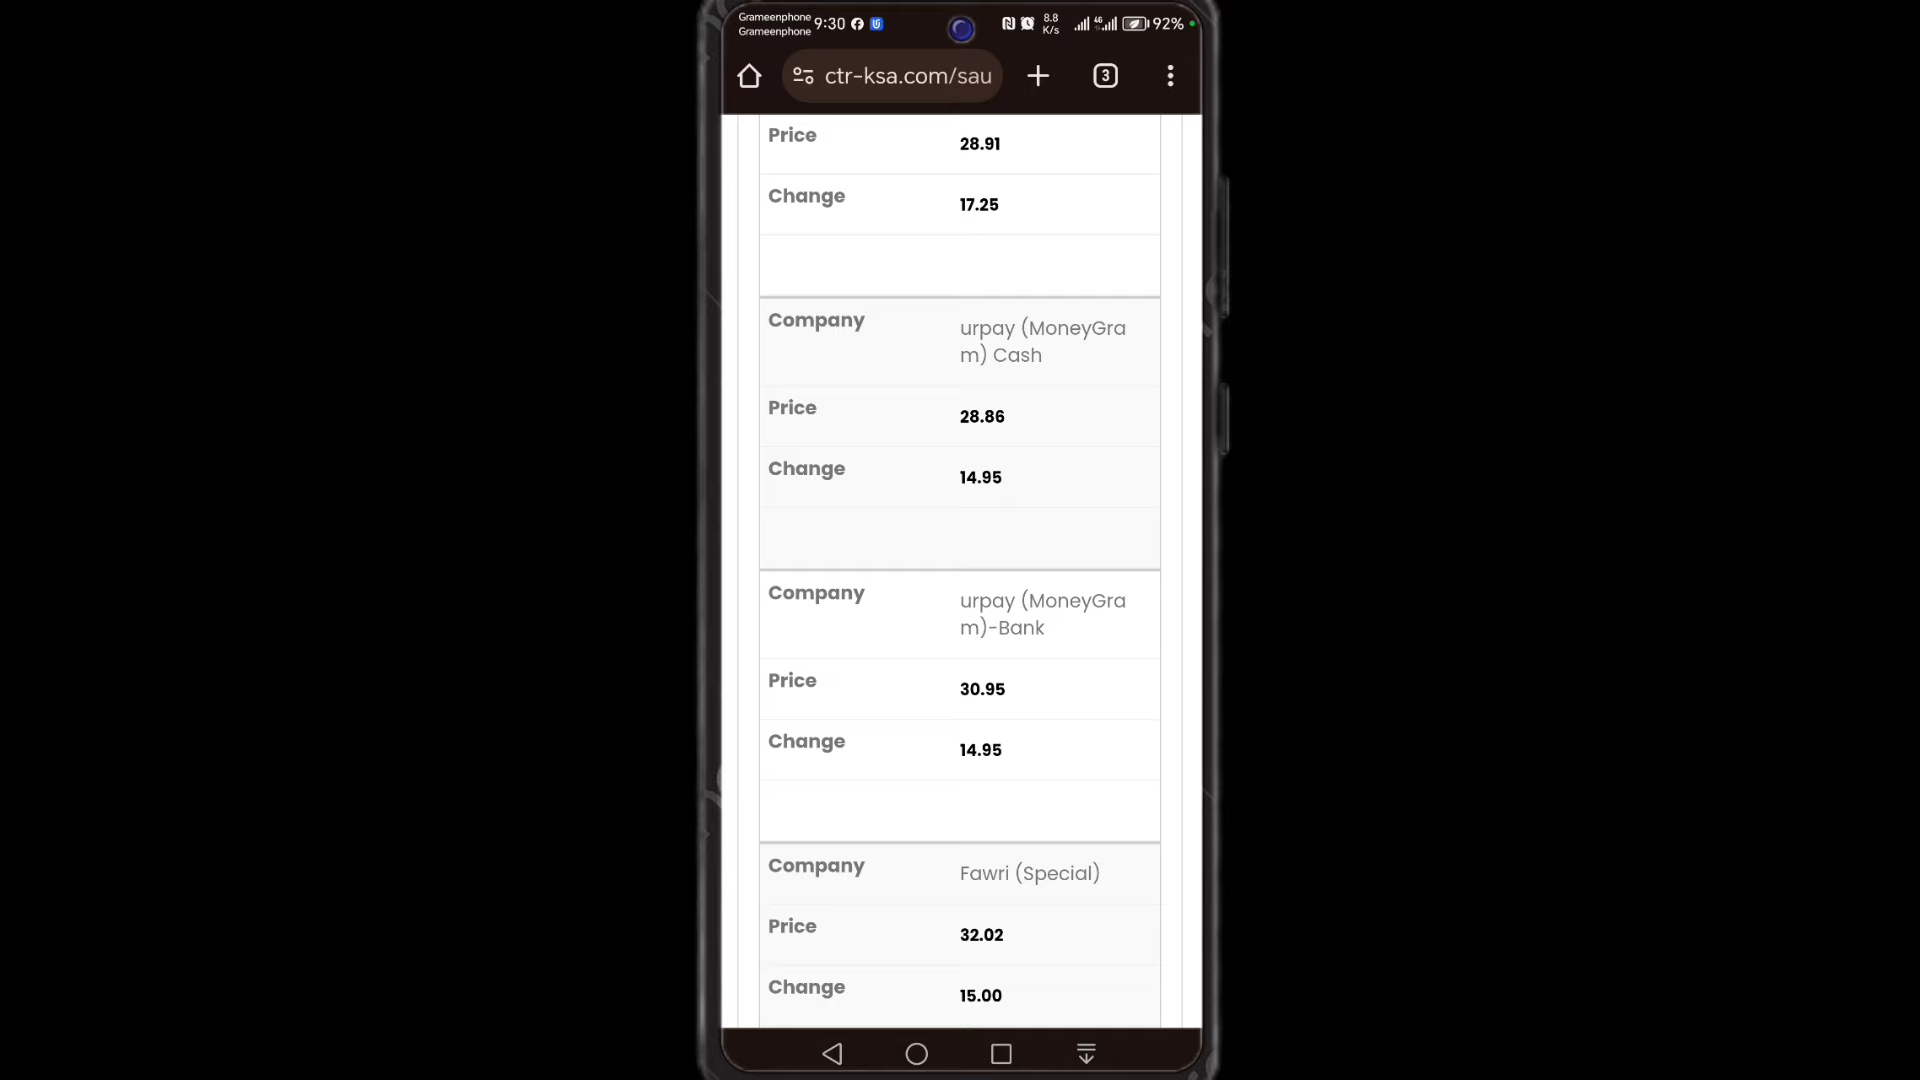 Grameenphone
Grameenphone
9:30
8.8
K/s
4G
92%
ctr-ksa.com/sau
3
Price
28.91
Change
17.25
Company
urpay (MoneyGra
m) Cash
Price
28.86
Change
14.95
Company
urpay (MoneyGra
m)-Bank
Price
30.95
Change
14.95
Company
Fawri (Special)
Price
32.02
Change
15.00